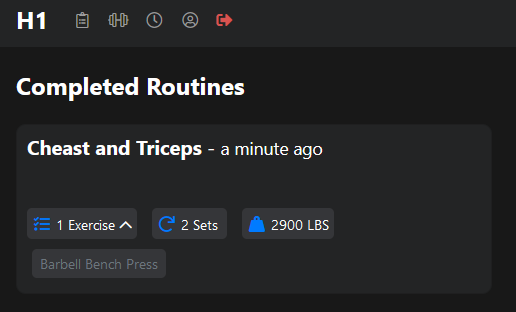 H1
Completed Routines
Cheast and Triceps - a minute ago
1 Exercise 2 Sets 2900 LBS
Barbell Bench Press